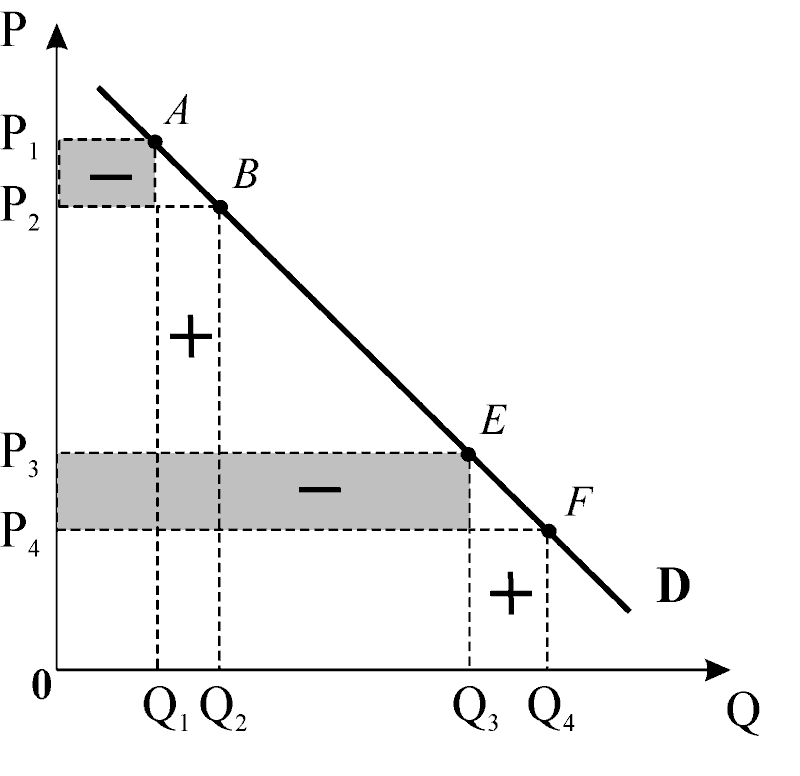 P
A
P₁
B
P₂
+
−
E
P₃
−
F
P₄
+
D
0
Q₁ Q₂ Q₃ Q₄ Q